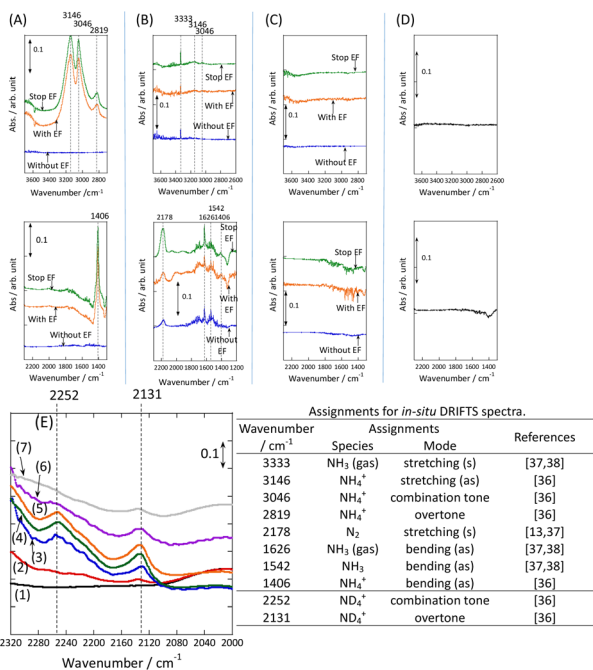 (A)
3146
3046
2819
0.1
Stop EF
With EF
Without EF
Abs / arb. unit
3600 3200 2800
Wavenumber /cm-1
1406
0.1
Stop EF
With EF
Without EF
Abs / arb. unit
2200 2000 1800 1600 1400
Wavenumber /cm-1
(B)
3333
3146
3046
Stop EF
With EF
0.1
Without EF
Abs / arb. unit
3600 3400 3200 3000 2800 2600
Wavenumber /cm-1
1542
2178 1626 1406
Stop
EF
With
EF
0.1
Without
EF
Abs / arb. unit
2200 2000 1800 1600 1400 1200
Wavenumber / cm-1
(C)
Stop EF
With EF
0.1
Without EF
Abs / arb. unit
3600 3200 2800
Wavenumber /cm-1
Stop EF
With EF
0.1
Without EF
Abs / arb. unit
2200 2000 1800 1600 1400
Wavenumber /cm-1
(D)
0.1
Abs / arb. unit
3600 3200 2800
Wavenumber /cm-1
0.1
Abs / arb. unit
2200 2000 1800 1600 1400
Wavenumber /cm-1
2252 2131
(E)
(7)
(6)
(5)
(4)
(3)
(2)
(1)
0.1
2320 2280 2240 2200 2160 2120 2080 2040 2000
Wavenumber / cm-1
Assignments for in-situ DRIFTS spectra.
Wavenumber / cm-1 Assignments References
Species Mode
3333 NH3 (gas) stretching (s) [37,38]
3146 NH4+ stretching (as) [36]
3046 NH4+ combination tone [36]
2819 NH4+ overtone [36]
2178 N2 stretching (s) [13,37]
1626 NH3 (gas) bending (as) [37,38]
1542 NH3 bending (as) [37,38]
1406 NH4+ bending (as) [36]
2252 ND4+ combination tone [36]
2131 ND4+ overtone [36]